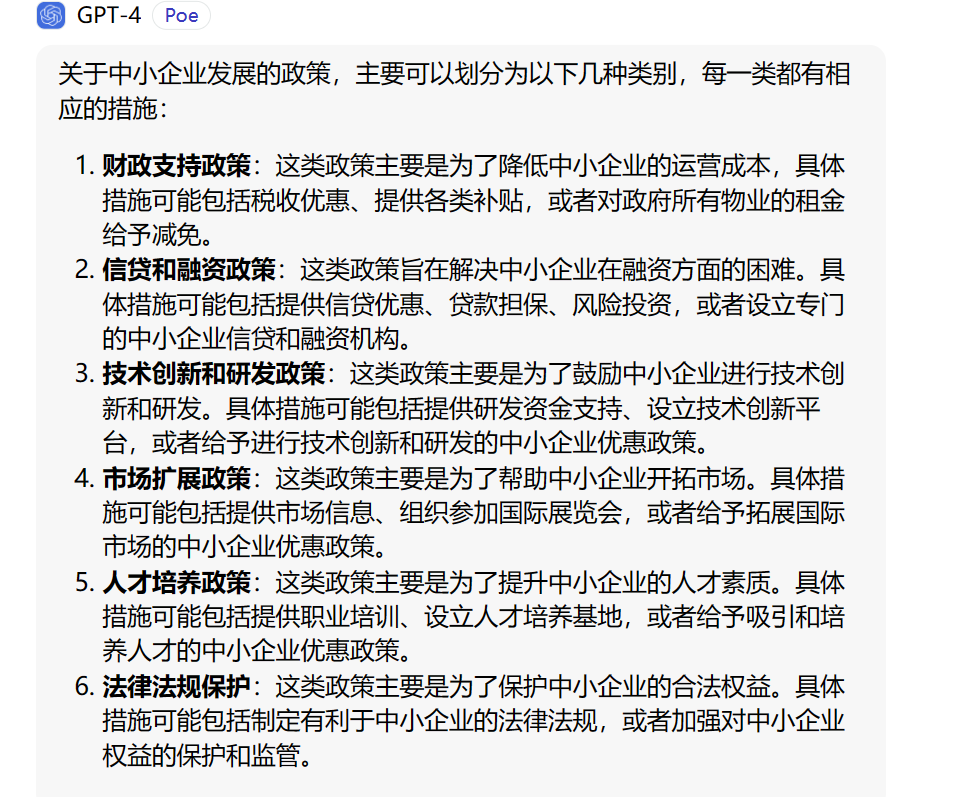 GPT-4 Poe
关于中小企业发展的政策，主要可以划分为以下几种类别，每一类都有相
应的措施：
1. 财政支持政策：这类政策主要是为了降低中小企业的运营成本，具体
措施可能包括税收优惠、提供各类补贴，或者对政府所有物业的租金
给予减免。
2. 信贷和融资政策：这类政策旨在解决中小企业在融资方面的困难。具
体措施可能包括提供信贷优惠、贷款担保、风险投资，或者设立专门
的中小企业信贷和融资机构。
3. 技术创新和研发政策：这类政策主要是为了鼓励中小企业进行技术创
新和研发。具体措施可能包括提供研发资金支持、设立技术创新平
台，或者给予进行技术创新和研发的中小企业优惠政策。
4. 市场扩展政策：这类政策主要是为了帮助中小企业开拓市场。具体措
施可能包括提供市场信息、组织参加国际展览会，或者给予拓展国际
市场的中小企业优惠政策。
5. 人才培养政策：这类政策主要是为了提升中小企业的人才素质。具体
措施可能包括提供职业培训、设立人才培养基地，或者给予吸引和培
养人才的中小企业优惠政策。
6. 法律法规保护：这类政策主要是为了保护中小企业的合法权益。具体
措施可能包括制定有利于中小企业的法律法规，或者加强对中小企业
权益的保护和监管。